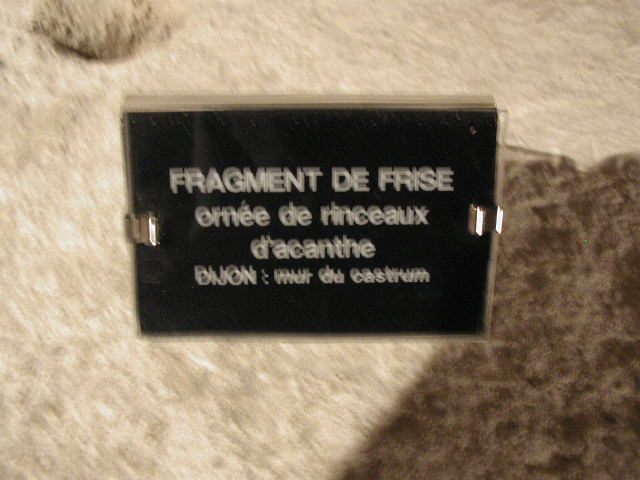 FRAGMENT DE FRISE
ornée de rinceaux
d'acanthe
DIJON : mur du castrum